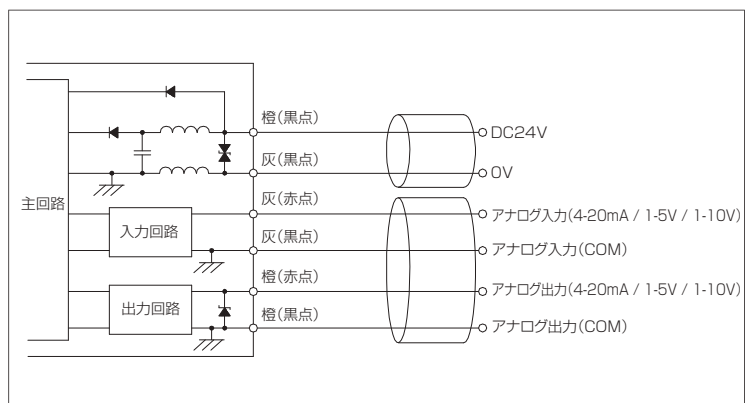 橙(黒点)
DC24V
灰(黒点)
0V
主回路
灰(赤点)
アナログ入力(4-20mA / 1-5V / 1-10V)
入力回路
灰(黒点)
アナログ入力(COM)
橙(赤点)
アナログ出力(4-20mA / 1-5V / 1-10V)
出力回路
橙(黒点)
アナログ出力(COM)